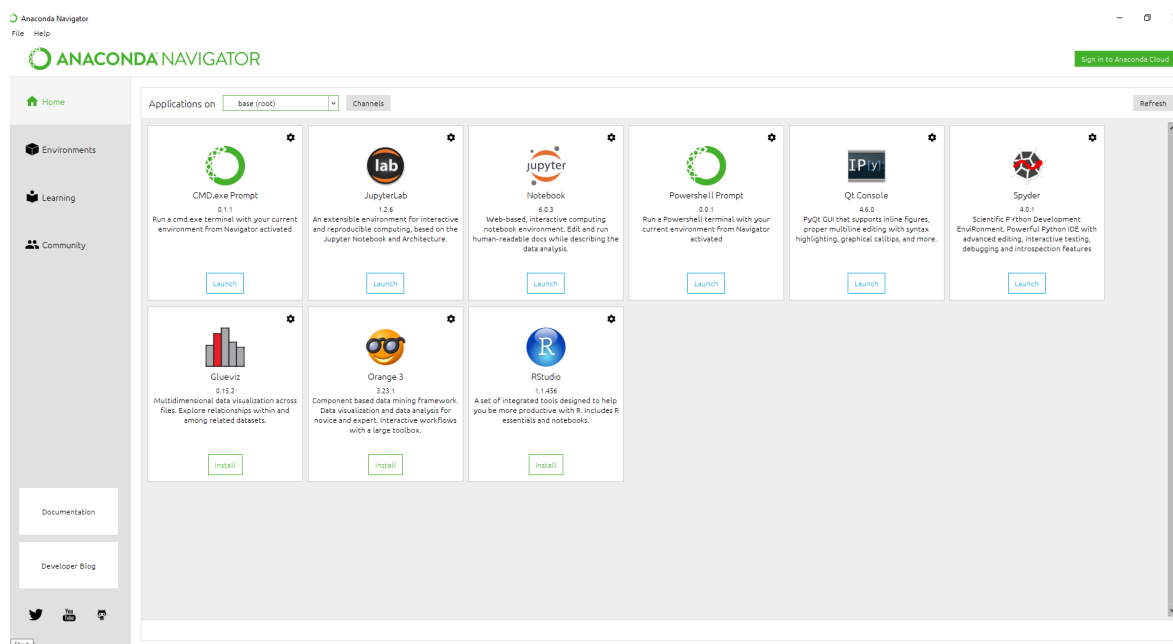 Anaconda Navigator
File Help
ANACONDA NAVIGATOR
Sign in to Anaconda Cloud
Home
Environments
Learning
Community
Documentation
Developer Blog
You
Tube
Applications on base (root) Channels Refresh
CMD.exe Prompt
0.1.1
Run a cmd.exe terminal with your current
environment from Navigator activated
Launch
lab
JupyterLab
1.2.6
An extensible environment for interactive
and reproducible computing, based on the
Jupyter Notebook and Architecture.
Launch
jupyter
Notebook
6.0.3
Web-based, interactive computing
notebook environment. Edit and run
human-readable docs while describing the
data analysis.
Launch
Powershell Prompt
0.0.1
Run a Powershell terminal with your
current environment from Navigator
activated
Launch
IP[y]:
Qt Console
4.6.0
PyQt GUI that supports inline figures,
proper multiline editing with syntax
highlighting, graphical calltips, and more.
Launch
Spyder
4.0.1
Scientific PYthon Development
EnviRonment. Powerful Python IDE with
advanced editing, interactive testing,
debugging and introspection features
Launch
Glueviz
0.15.2
Multidimensional data visualization across
files. Explore relationships within and
among related datasets.
Install
Orange 3
3.23.1
Component based data mining framework.
Data visualization and data analysis for
novice and expert. Interactive workflows
with a large toolbox.
Install
R
RStudio
1.1.456
A set of integrated tools designed to help
you be more productive with R. Includes R
essentials and notebooks.
Install